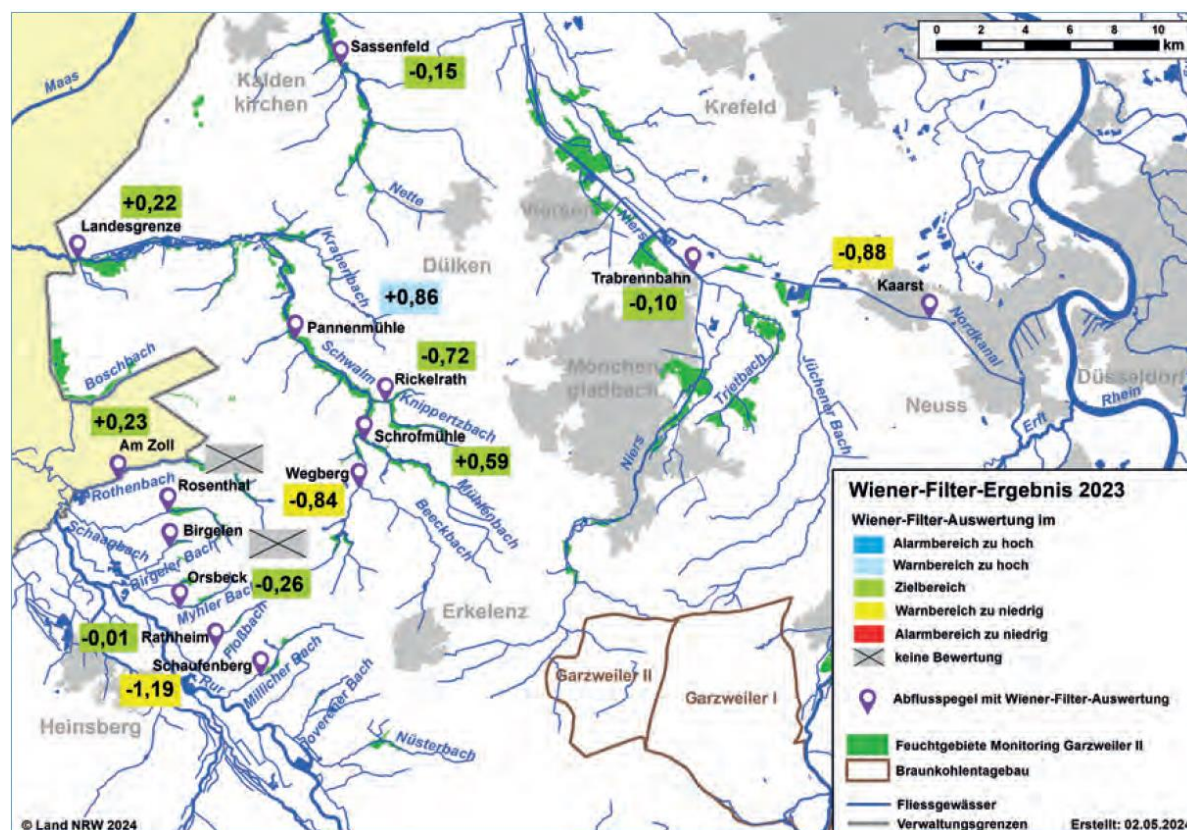 Sassenfeld
-0,15
Kalden
kirchen
Maas
Krefeld
0 2 4 6 8 10
km
Nette
+0,22
Landesgrenze
Kranenbach
Dülken
Viersen
Niers
Trabrennbahn
-0,10
-0,88
Kaarst
Nordkanal
+0,86
Pannenmühle
Schwalm
-0,72
Rickelrath
Knippertzbach
Mönchen
gladbach
Trietbach
Jüchener Bach
Neuss
Düsseldorf
Rhein
Erft
Boschbach
+0,23
Am Zoll
Schrofmühle
+0,59
Wegberg
-0,84
Mühlenbach
Beeckbach
Niers
Rothenbach
Rosenthal
Schaagbach
Birgelen
Birgeler Bach
Orsbeck
-0,26
Myhler Bach
Erkelenz
-0,01
Rathheim
Floßbach
Schaufenberg
-1,19
Rur
Millicher Bach
Heinsberg
Doverener Bach
Nüsterbach
Garzweiler II
Garzweiler I
Wiener-Filter-Ergebnis 2023
Wiener-Filter-Auswertung im
Alarmbereich zu hoch
Warnbereich zu hoch
Zielbereich
Warnbereich zu niedrig
Alarmbereich zu niedrig
keine Bewertung
Abflusspegel mit Wiener-Filter-Auswertung
Feuchtgebiete Monitoring Garzweiler II
Braunkohlentagebau
Fliessgewässer
Verwaltungsgrenzen
Erstellt: 02.05.2024
© Land NRW 2024